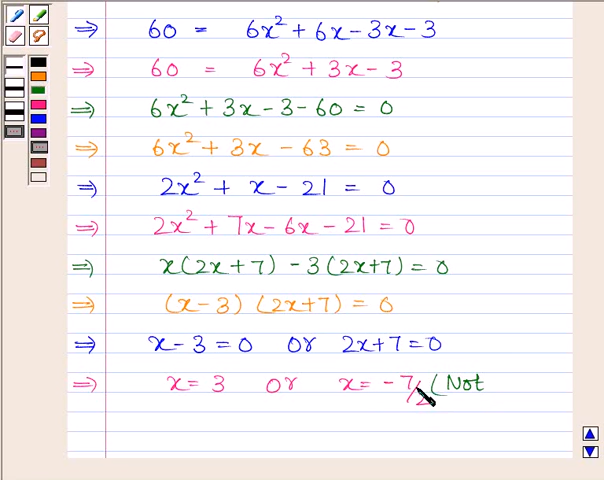 ⇒ 60 = 6x² + 6x - 3x - 3
⇒ 60 = 6x² + 3x - 3
⇒ 6x² + 3x - 3 - 60 = 0
⇒ 6x² + 3x - 63 = 0
⇒ 2x² + x - 21 = 0
⇒ 2x² + 7x - 6x - 21 = 0
⇒ x(2x+7) - 3(2x+7) = 0
⇒ (x-3) (2x+7) = 0
⇒ x - 3 = 0 or 2x+7 = 0
⇒ x = 3 or x = -7/2 (Not